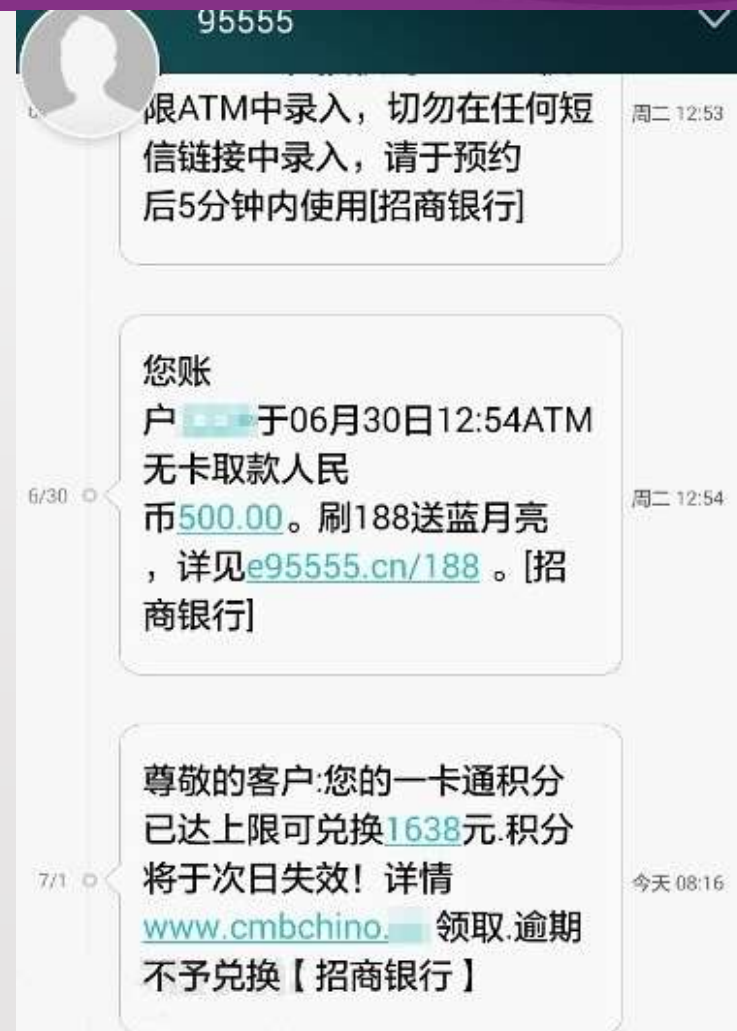 95555
限ATM中录入，切勿在任何短
周二 12:53
信链接中录入，请于预约
后5分钟内使用[招商银行]
您账
户 于06月30日12:54ATM
无卡取款人民
6/30
周二 12:54
币500.00。刷188送蓝月亮
，详见e95555.cn/188 。[招
商银行]
尊敬的客户:您的一卡通积分
已达上限可兑换1638元.积分
7/1
将于次日失效！详情
今天 08:16
www.cmbchino. 领取.逾期
不予兑换【招商银行】